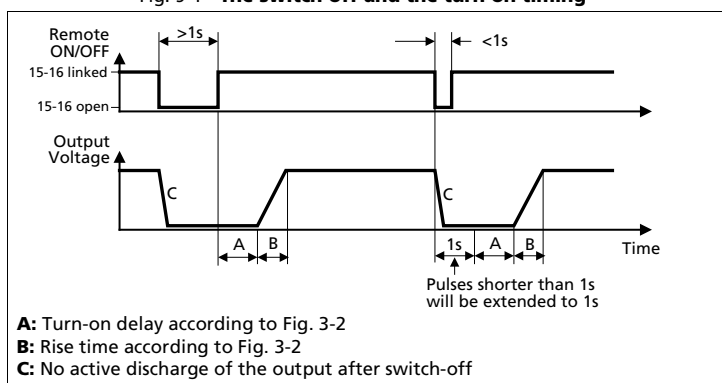 Fig. 3-1 The switch off and the turn on timing
Remote
ON/OFF
>1s
<1s
15-16 linked
15-16 open
Output
Voltage
C
C
A
B
1s
A
B
Time
Pulses shorter than 1s
will be extended to 1s
A: Turn-on delay according to Fig. 3-2
B: Rise time according to Fig. 3-2
C: No active discharge of the output after switch-off